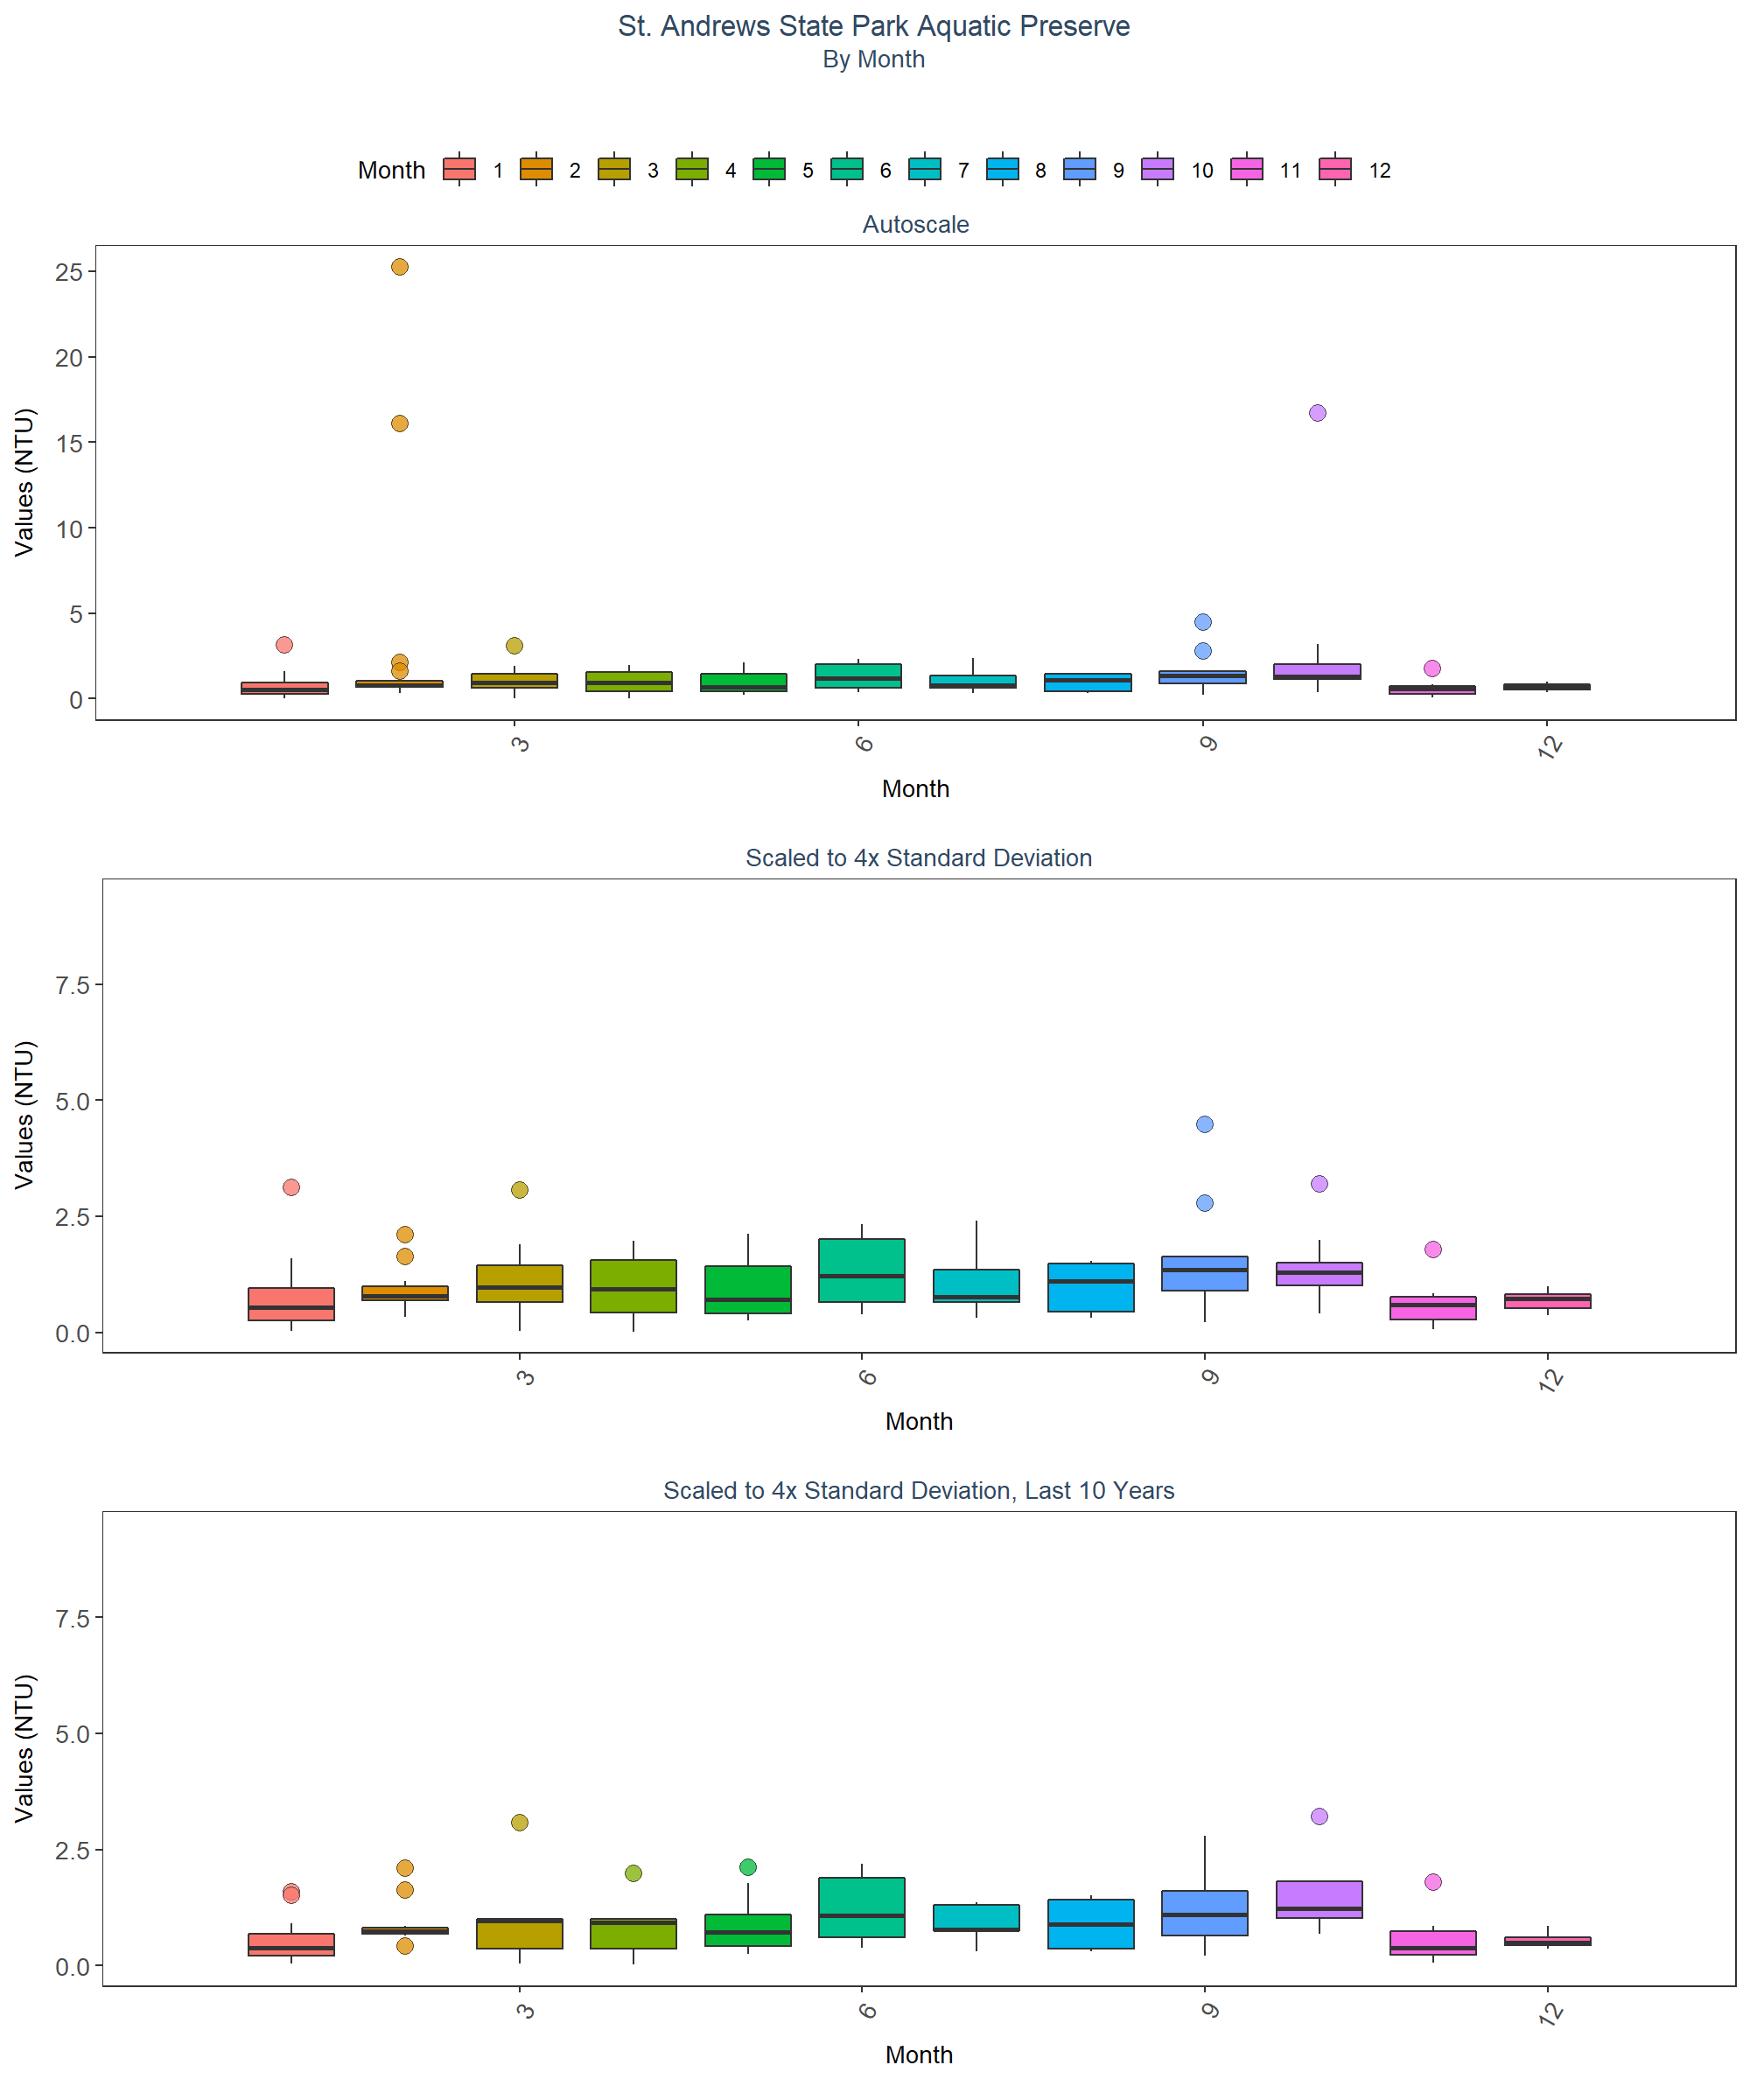 St. Andrews State Park Aquatic Preserve
By Month
Month 1 2 3 4 5 6 7 8 9 10 11 12
Autoscale
Values (NTU)
25
20
15
10
5
0
3 6 9 12
Month
Scaled to 4x Standard Deviation
Values (NTU)
7.5
5.0
2.5
0.0
3 6 9 12
Month
Scaled to 4x Standard Deviation, Last 10 Years
Values (NTU)
7.5
5.0
2.5
0.0
3 6 9 12
Month